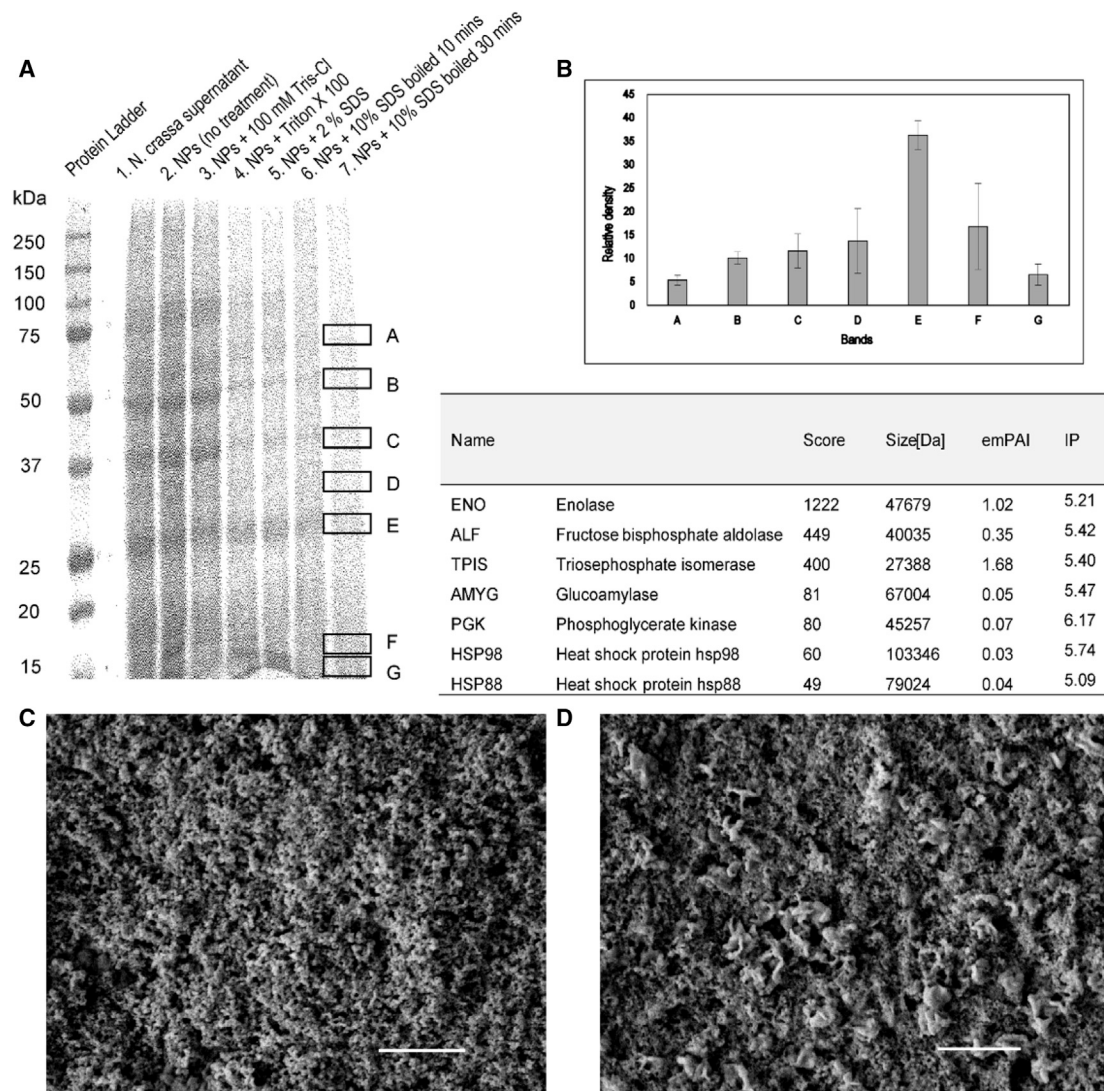 A
Protein Ladder
1. N. crassa supernatant
2. NPs (no treatment)
3. NPs + 100 mM Tris-Cl
4. NPs + Triton X 100
5. NPs + 2 % SDS
6. NPs + 10% SDS boiled 10 mins
7. NPs + 10% SDS boiled 30 mins
kDa
250
150
100
75
50
37
25
20
15
A
B
C
D
E
F
G
B
Relative density
45
40
35
30
25
20
15
10
5
0
A B C D E F G
Bands
Name Score Size[Da] emPAI IP
ENO Enolase 1222 47679 1.02 5.21
ALF Fructose bisphosphate aldolase 449 40035 0.35 5.42
TPIS Triosephosphate isomerase 400 27388 1.68 5.40
AMYG Glucoamylase 81 67004 0.05 5.47
PGK Phosphoglycerate kinase 80 45257 0.07 6.17
HSP98 Heat shock protein hsp98 60 103346 0.03 5.74
HSP88 Heat shock protein hsp88 49 79024 0.04 5.09
C
D